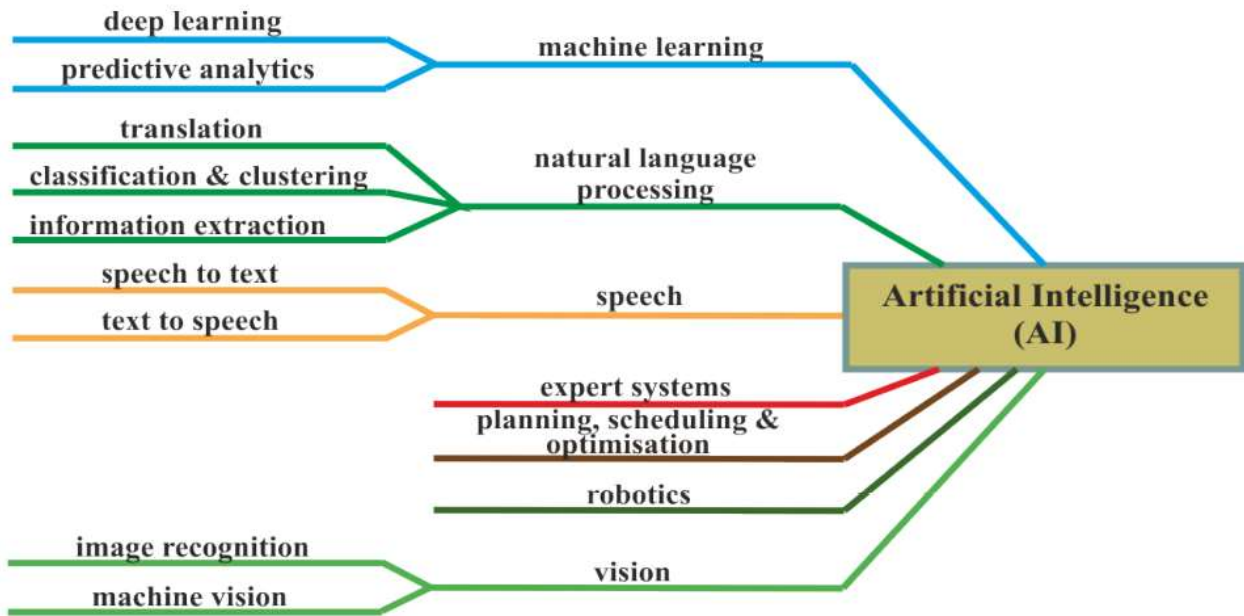 deep learning
predictive analytics
machine learning
translation
classification & clustering
information extraction
natural language
processing
speech to text
text to speech
speech
Artificial Intelligence
(AI)
expert systems
planning, scheduling &
optimisation
robotics
image recognition
machine vision
vision